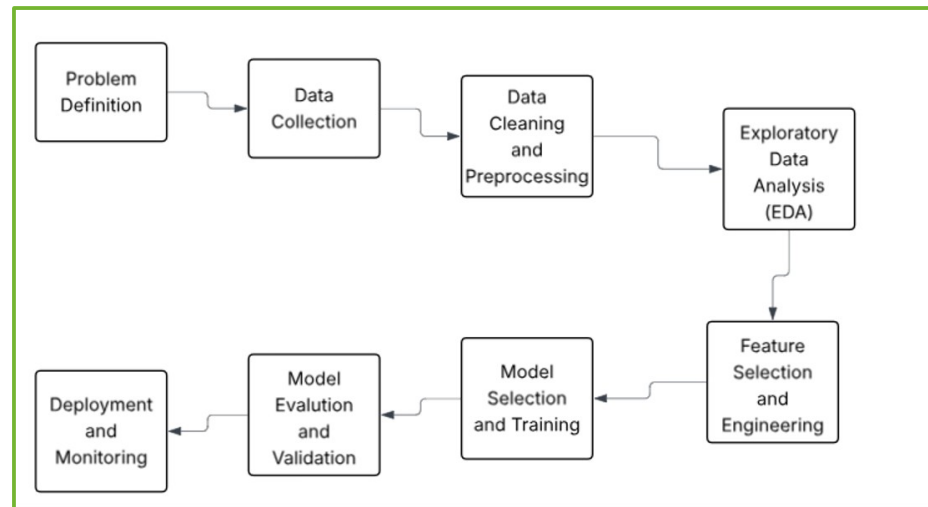 Problem
Definition
Data
Collection
Data
Cleaning
and
Preprocessing
Exploratory
Data
Analysis
(EDA)
Feature
Selection
and
Engineering
Model
Selection
and Training
Model
Evalution
and
Validation
Deployment
and
Monitoring